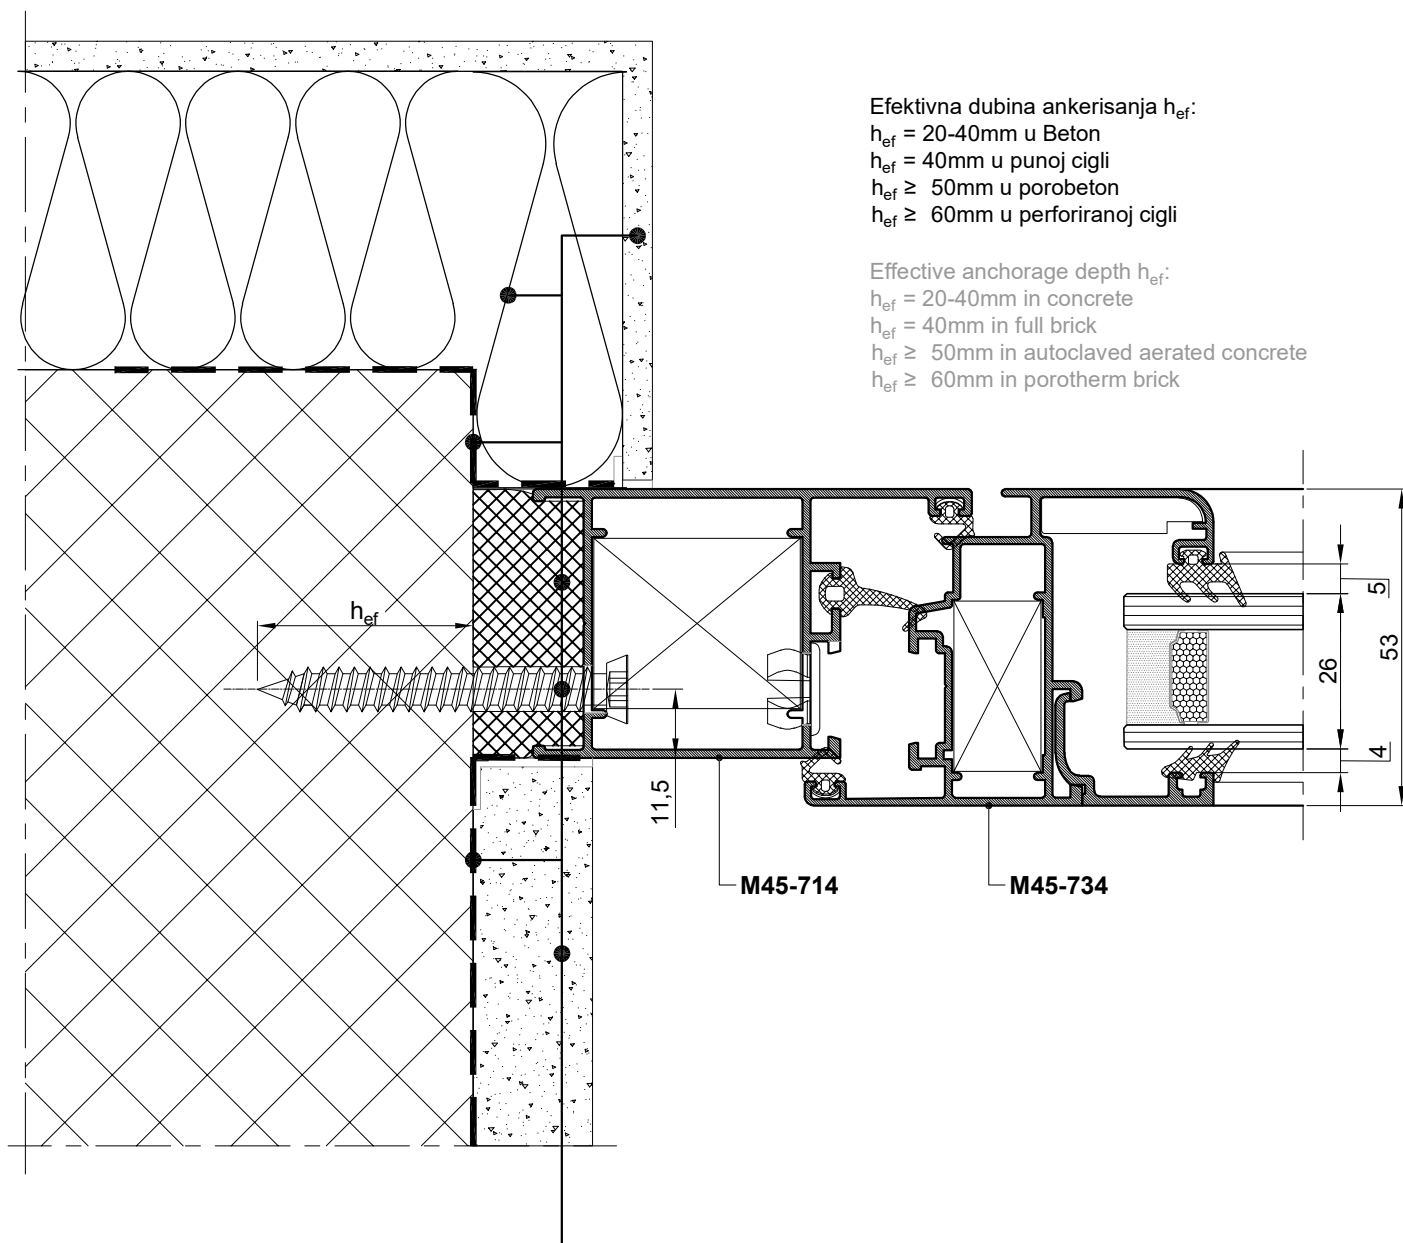 Efektivna dubina ankerisanja hef:
hef = 20-40mm u Beton
hef = 40mm u punoj cigli
hef ≥ 50mm u porobeton
hef ≥ 60mm u perforiranoj cigli
Effective anchorage depth hef:
hef = 20-40mm in concrete
hef = 40mm in full brick
hef ≥ 50mm in autoclaved aerated concrete
hef ≥ 60mm in porotherm brick
hef
5
53
26
4
11,5
M45-714
M45-734